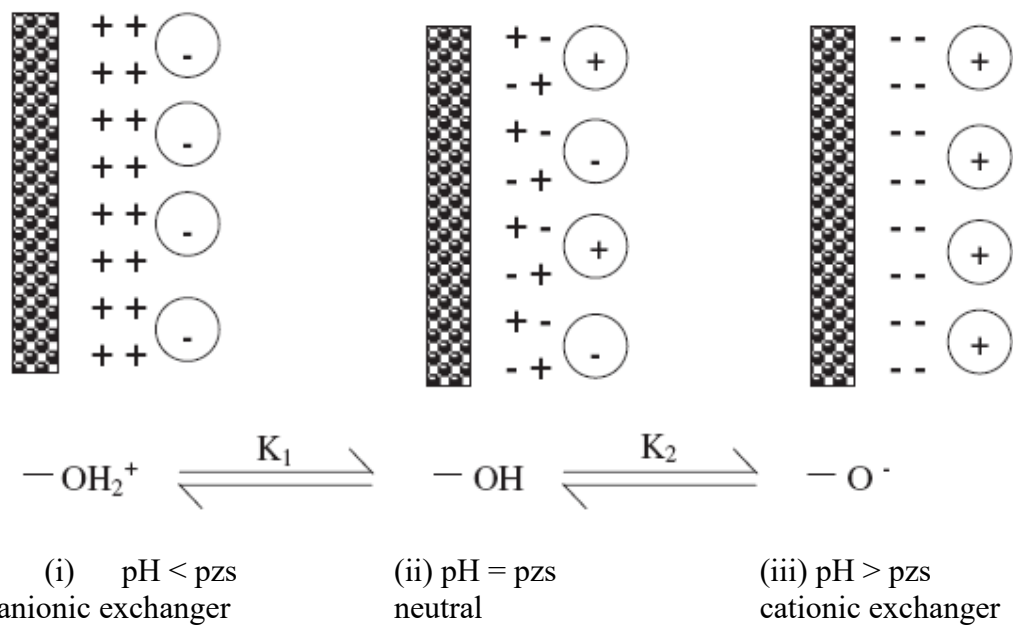 + + -
+ +
+ + -
+ +
+ + -
+ +
+ + -
+ +
+ - +
- +
+ - -
- +
+ - +
- +
+ - -
- +
- - +
- -
- - +
- -
- - +
- -
- - +
- -
— OH₂⁺ K₁ — OH K₂ — O⁻
(i) pH < pzs (ii) pH = pzs (iii) pH > pzs
anionic exchanger neutral cationic exchanger